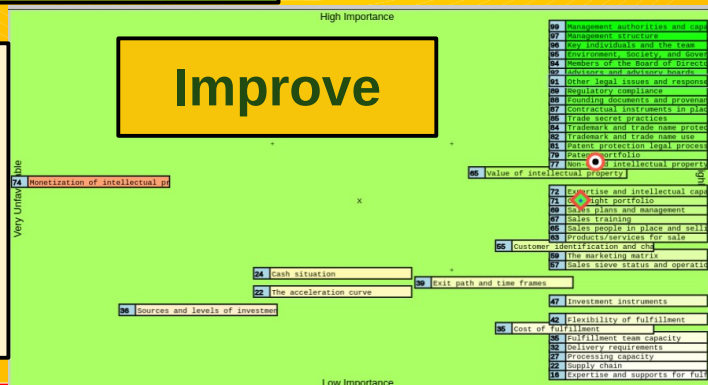 High Importance
Improve
99 Management authorities and capa
97 Management structure
96 Key individuals and the team
95 Environment, Society, and Gover
94 Members of the Board of Directo
92 Advisors and advisory boards
91 Other legal issues and response
89 Regulatory compliance
88 Founding documents and provenan
87 Contractual instruments in plac
85 Trade secret practices
84 Trademark and trade name protec
82 Trademark and trade name use
81 Patent protection legal process
79 Patent portfolio
77 intellectual property
65 Value of intellectual property
74 Monetization of intellectual pr
Very Unfav
72 Expertise and intellectual capa
71 portfolio
69 Sales plans and management
67 Sales training
65 Sales people in place and selli
63 Products/services for sale
55 Customer identification and cha
59 The marketing matrix
57 Sales sieve status and operatio
24 Cash situation
39 Exit path and time frames
22 The acceleration curve
36 Sources and levels of investmen
47 Investment instruments
42 Flexibility of fulfillment
35 Cost of fulfillment
35 Fulfillment team capacity
32 Delivery requirements
27 Processing capacity
22 Supply chain
16 Expertise and supports for fulf
Low Importance